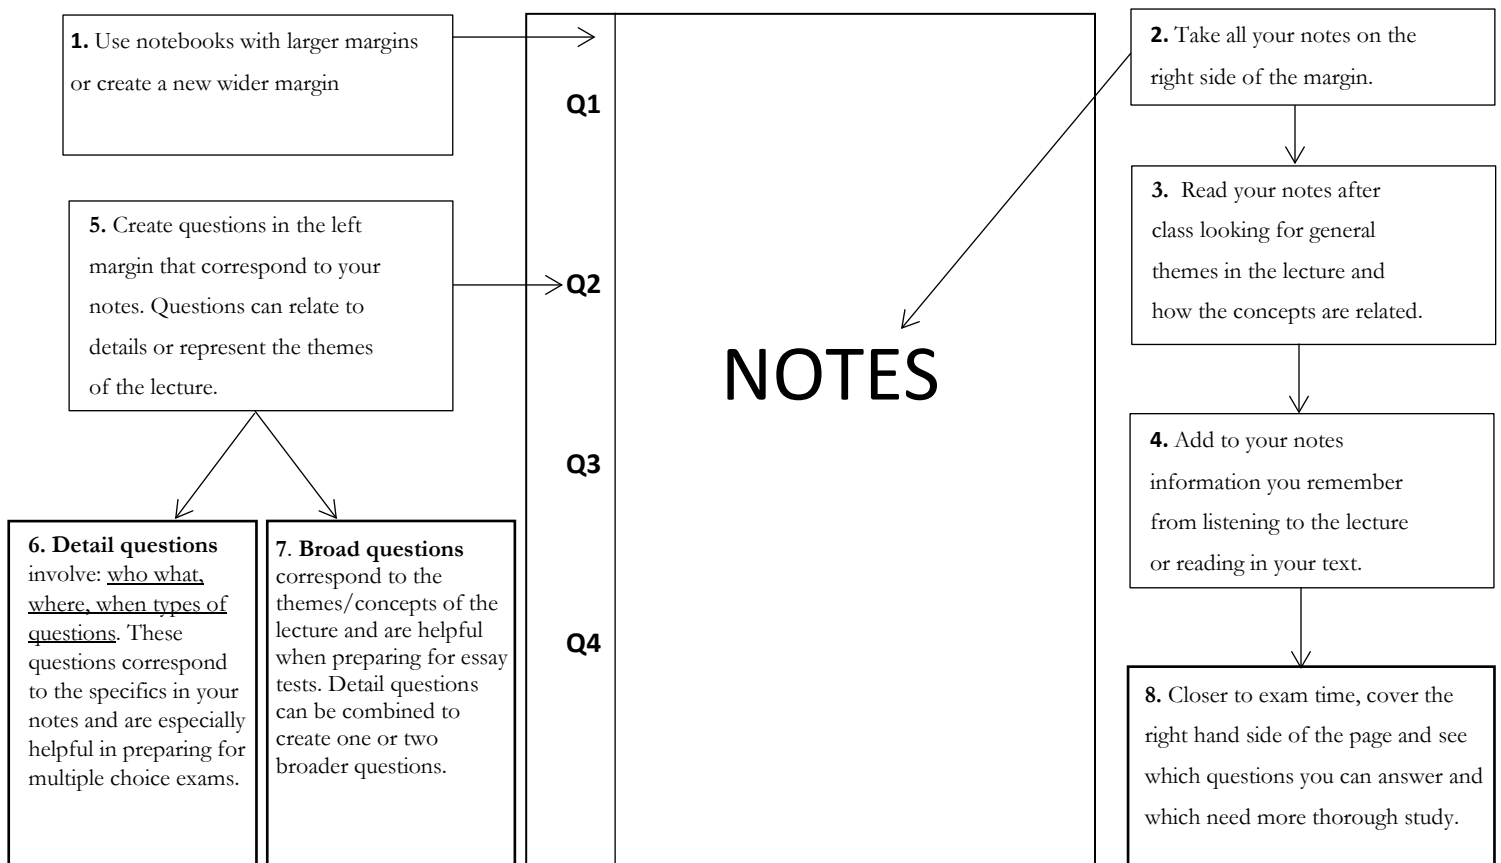 1. Use notebooks with larger margins
or create a new wider margin
2. Take all your notes on the
right side of the margin.
3. Read your notes after
class looking for general
themes in the lecture and
how the concepts are related.
4. Add to your notes
information you remember
from listening to the lecture
or reading in your text.
5. Create questions in the left
margin that correspond to your
notes. Questions can relate to
details or represent the themes
of the lecture.
6. Detail questions
involve: who what,
where, when types of
questions. These
questions correspond
to the specifics in your
notes and are especially
helpful in preparing for
multiple choice exams.
7. Broad questions
correspond to the
themes/concepts of the
lecture and are helpful
when preparing for essay
tests. Detail questions
can be combined to
create one or two
broader questions.
Q1
Q2
Q3
Q4
NOTES
8. Closer to exam time, cover the
right hand side of the page and see
which questions you can answer and
which need more thorough study.